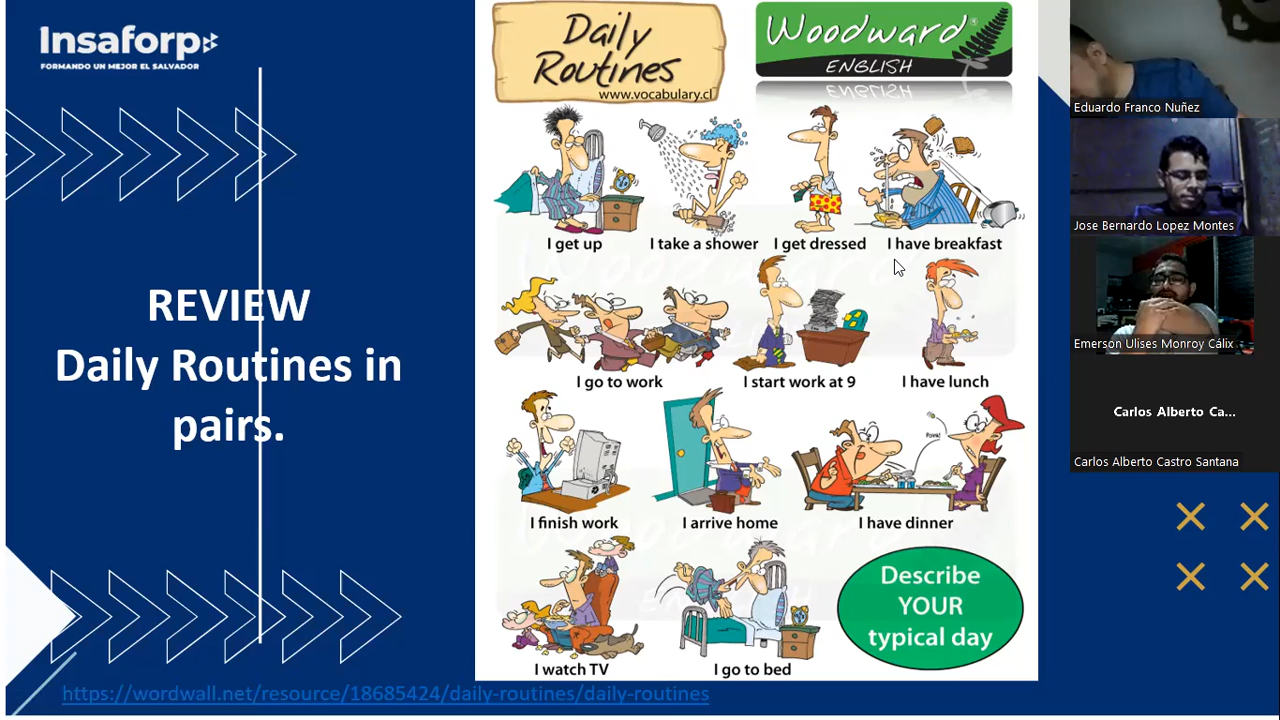 Insaforp
FORMANDO UN MEJOR EL SALVADOR
REVIEW
Daily Routines in
pairs.
https://wordwall.net/resource/18685424/daily-routines/daily-routines
Daily
Routines
www.vocabulary.cl
Woodward®
ENGLISH
I get up
I take a shower
I get dressed
I have breakfast
I go to work
I start work at 9
I have lunch
I finish work
I arrive home
I have dinner
I watch TV
I go to bed
Describe
YOUR
typical day
Eduardo Franco Nuñez
Jose Bernardo Lopez Montes
Emerson Ulises Monroy Cálix
Carlos Alberto Ca...
Carlos Alberto Castro Santana